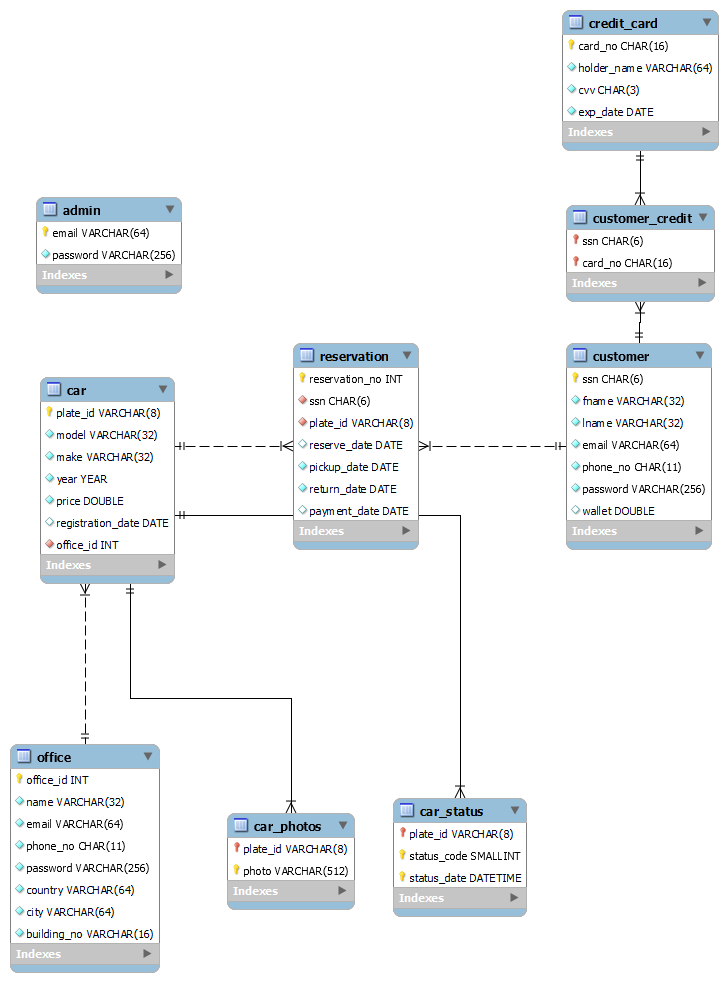 credit_card
card_no CHAR(16)
holder_name VARCHAR(64)
cvv CHAR(3)
exp_date DATE
Indexes
admin
email VARCHAR(64)
password VARCHAR(256)
Indexes
customer_credit
ssn CHAR(6)
card_no CHAR(16)
Indexes
reservation
reservation_no INT
ssn CHAR(6)
plate_id VARCHAR(8)
reserve_date DATE
pickup_date DATE
return_date DATE
payment_date DATE
Indexes
customer
ssn CHAR(6)
fname VARCHAR(32)
lname VARCHAR(32)
email VARCHAR(64)
phone_no CHAR(11)
password VARCHAR(256)
wallet DOUBLE
Indexes
car
plate_id VARCHAR(8)
model VARCHAR(32)
make VARCHAR(32)
year YEAR
price DOUBLE
registration_date DATE
office_id INT
Indexes
office
office_id INT
name VARCHAR(32)
email VARCHAR(64)
phone_no CHAR(11)
password VARCHAR(256)
country VARCHAR(64)
city VARCHAR(64)
building_no VARCHAR(16)
Indexes
car_photos
plate_id VARCHAR(8)
photo VARCHAR(512)
Indexes
car_status
plate_id VARCHAR(8)
status_code SMALLINT
status_date DATETIME
Indexes